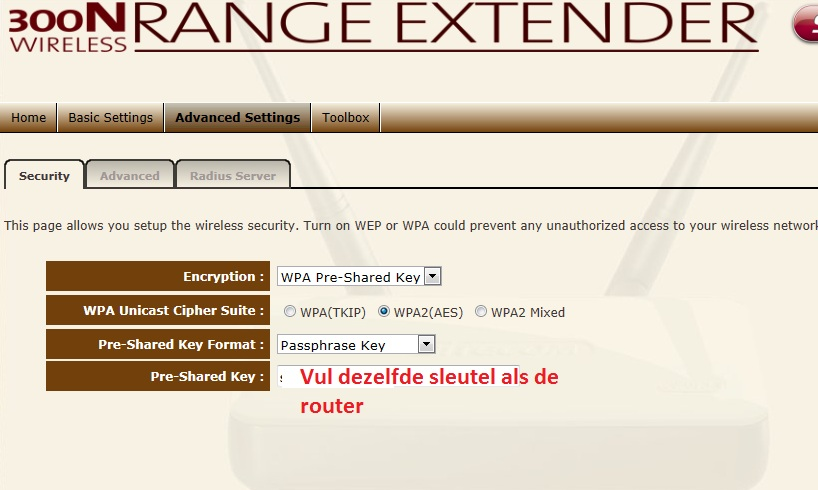 300N RANGE EXTENDER
WIRELESS
Home Basic Settings Advanced Settings Toolbox
Security Advanced Radius Server
This page allows you setup the wireless security. Turn on WEP or WPA could prevent any unauthorized access to your wireless network
Encryption : WPA Pre-Shared Key
WPA Unicast Cipher Suite : WPA(TKIP) WPA2(AES) WPA2 Mixed
Pre-Shared Key Format : Passphrase Key
Pre-Shared Key : Vul dezelfde sleutel als de
router